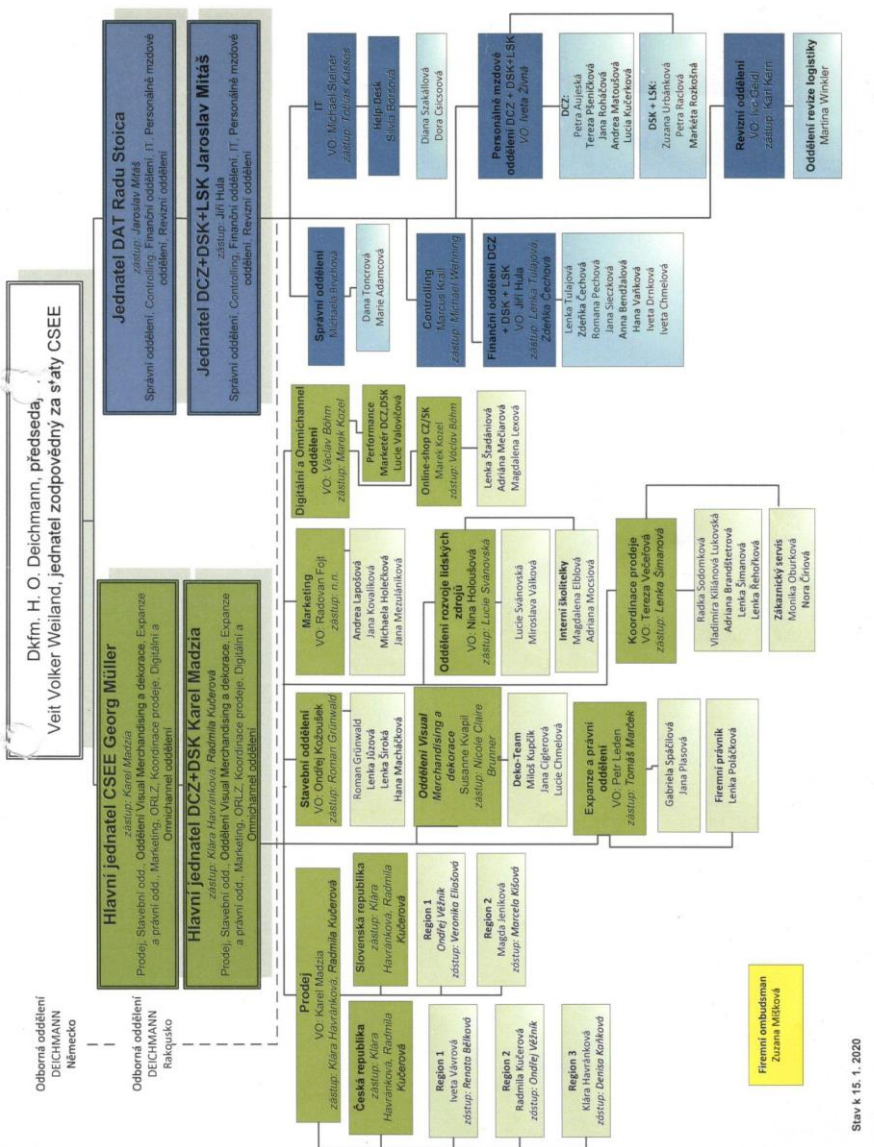 Dkfm. H. O. Deichmann, předseda,
Veit Volker Weiland, jednatel zodpovědný za státy CSEE
Odborná oddělení
DEICHMANN
Německo
Odborná oddělení
DEICHMANN
Rakousko
Hlavní jednatel CSEE Georg Müller
zástup: Karel Madzia
Prodej, Stavební odd., Oddělení Visual Merchandising a dekorace, Expanze
a právní odd., Marketing, ORLZ, Koordinace prodeje, Digitální a
Omnichannel oddělení
Hlavní jednatel DCZ+DSK Karel Madzia
zástup: Klára Havránková, Radmila Kučerová
Prodej, Stavební odd., Oddělení Visual Merchandising a dekorace, Expanze
a právní odd., Marketing, ORLZ, Koordinace prodeje, Digitální a
Omnichannel oddělení
Jednatel DAT Radu Stoica
zástup: Jaroslav Mitáš
Správní oddělení, Controlling, Finanční oddělení, IT, Personálně mzdové
oddělení, Revizní oddělení
Jednatel DCZ+DSK+LSK Jaroslav Mitáš
zástup: Jiří Hula
Správní oddělení, Controlling, Finanční oddělení, IT, Personálně mzdové
oddělení, Revizní oddělení
Prodej
VO: Karel Madzia
zástup: Klára Havránková, Radmila Kučerová
Česká republika
zástup: Klára
Havránková, Radmila
Kučerová
Slovenská republika
zástup: Klára
Havránková, Radmila
Kučerová
Region 1
Iveta Vávrová
zástup: Renata Bělková
Region 2
Radmila Kučerová
zástup: Ondřej Věžník
Region 3
Klára Havránková
zástup: Denisa Koňková
Region 1
Ondřej Věžník
zástup: Veronika Eliašová
Region 2
Magda Jeníková
zástup: Marcela Kišová
Stavební oddělení
VO: Ondřej Kožoušek
zástup: Roman Grünwald
Roman Grünwald
Lenka Jůzová
Lenka Široká
Hana Macháčková
Oddělení Visual
Merchandising a
dekorace
Susanne Kvapil
zástup: Nicole Claire
Brunner
Deko-Team
Miloš Kupčík
Jana Ciglerová
Lucie Chmelová
Expanze a právní
oddělení
VO: Petr Leden
zástup: Tomáš Marček
Gabriela Spáčilová
Jana Plasová
Firemní právník
Lenka Poláčková
Marketing
VO: Radovan Fojt
zástup: n.n.
Andrea Lapošová
Jana Kovalíková
Michaela Holečková
Jana Mezuláníková
Oddělení rozvoje lidských
zdrojů
VO: Nina Holoušová
zástup: Lucie Svánovská
Lucie Svánovská
Miroslava Válková
Interní školitelky
Magdalena Elblová
Adriana Mocsiová
Koordinace prodeje
VO: Tereza Večeřová
zástup: Lenka Šimanová
Radka Sodomková
Vladimíra Kiliánová Lukovská
Adriana Brandštetrová
Lenka Šimanová
Lenka Řehořková
Zákaznický servis
Monika Oburková
Nora Čiriová
Digitální a Omnichannel
oddělení
VO: Václav Böhm
zástup: Marek Kozel
Performance
Marketér DCZ,DSK
Lucie Valovičová
Online-shop CZ/SK
Marek Kozel
zástup: Václav Böhm
Lenka Štadániová
Adriána Mečiarová
Magdalena Lexová
Správní oddělení
Michaela Brychová
Dana Toncrová
Marie Adamcová
Controlling
Marcus Krall
zástup: Michael Wehning
Finanční oddělení DCZ
+ DSK + LSK
VO: Jiří Hula
zástup: Lenka Tulajová,
Zdeňka Čechová
Lenka Tulajová
Zdeňka Čechová
Romana Pechová
Jana Sieczková
Anna Bendžalová
Hana Vaňková
Iveta Drnková
Iveta Chmelová
IT
VO: Michael Steiner
zástup: Tobias Kassos
Help-Desk
Silvia Borišová
Diana Szakállová
Dora Csicsoová
Personálně mzdové
oddělení DCZ + DSK+LSK
VO: Iveta Živná
DCZ:
Petra Aujeská
Tereza Pšeničková
Jana Roháčová
Andrea Matoušová
Lucia Kučerková
DSK + LSK:
Zuzana Urbánková
Petra Raclová
Markéta Rozkošná
Revizní oddělení
VO: Ivo Geidl
zástup: Karl Kern
Oddělení revize logistiky
Martina Winkler
Firemní ombudsman
Zuzana Míšková
Stav k 15. 1. 2020